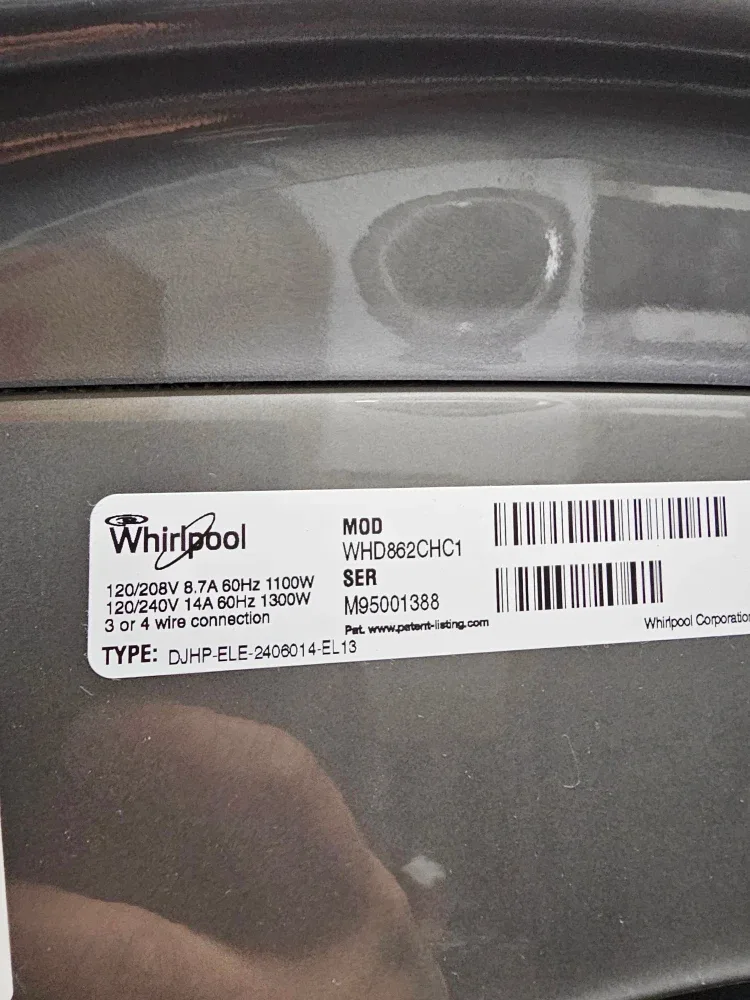 Whirlpool
120/208V 8.7A 60Hz 1100W
120/240V 14A 60Hz 1300W
3 or 4 wire connection
TYPE: DJHP-ELE-2406014-EL13
MOD
WHD862CHC1
SER
M95001388
Pat. www.patent-listing.com
Whirlpool Corporation